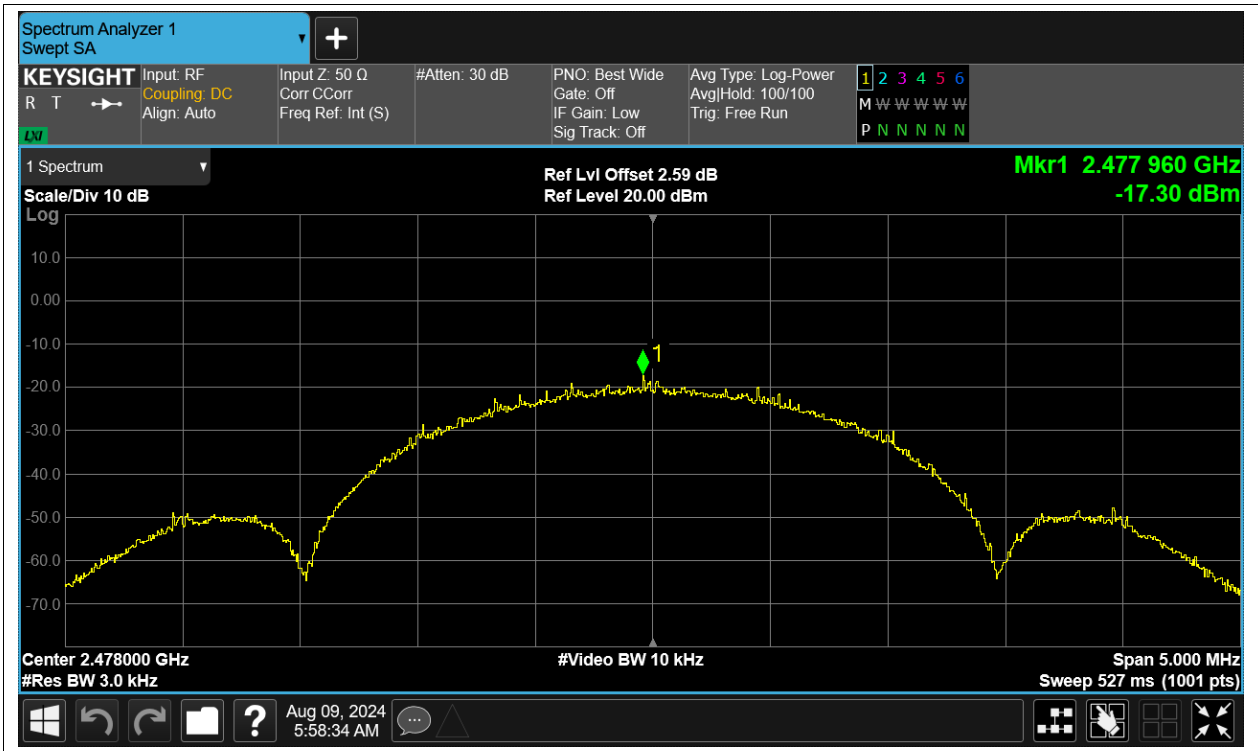 Spectrum Analyzer 1
Swept SA
+
KEYSIGHT
R T
LXI
Input: RF
Coupling: DC
Align: Auto
Input Z: 50 Ω
Corr CCorr
Freq Ref: Int (S)
#Atten: 30 dB
PNO: Best Wide
Gate: Off
IF Gain: Low
Sig Track: Off
Avg Type: Log-Power
Avg|Hold: 100/100
Trig: Free Run
1 2 3 4 5 6
M W W W W W
P N N N N N
1 Spectrum
Scale/Div 10 dB
Log
Ref Lvl Offset 2.59 dB
Ref Level 20.00 dBm
Mkr1 2.477 960 GHz
-17.30 dBm
10.0
0.00
-10.0
1
-20.0
-30.0
-40.0
-50.0
-60.0
-70.0
Center 2.478000 GHz
#Res BW 3.0 kHz
#Video BW 10 kHz
Span 5.000 MHz
Sweep 527 ms (1001 pts)
?
Aug 09, 2024
5:58:34 AM